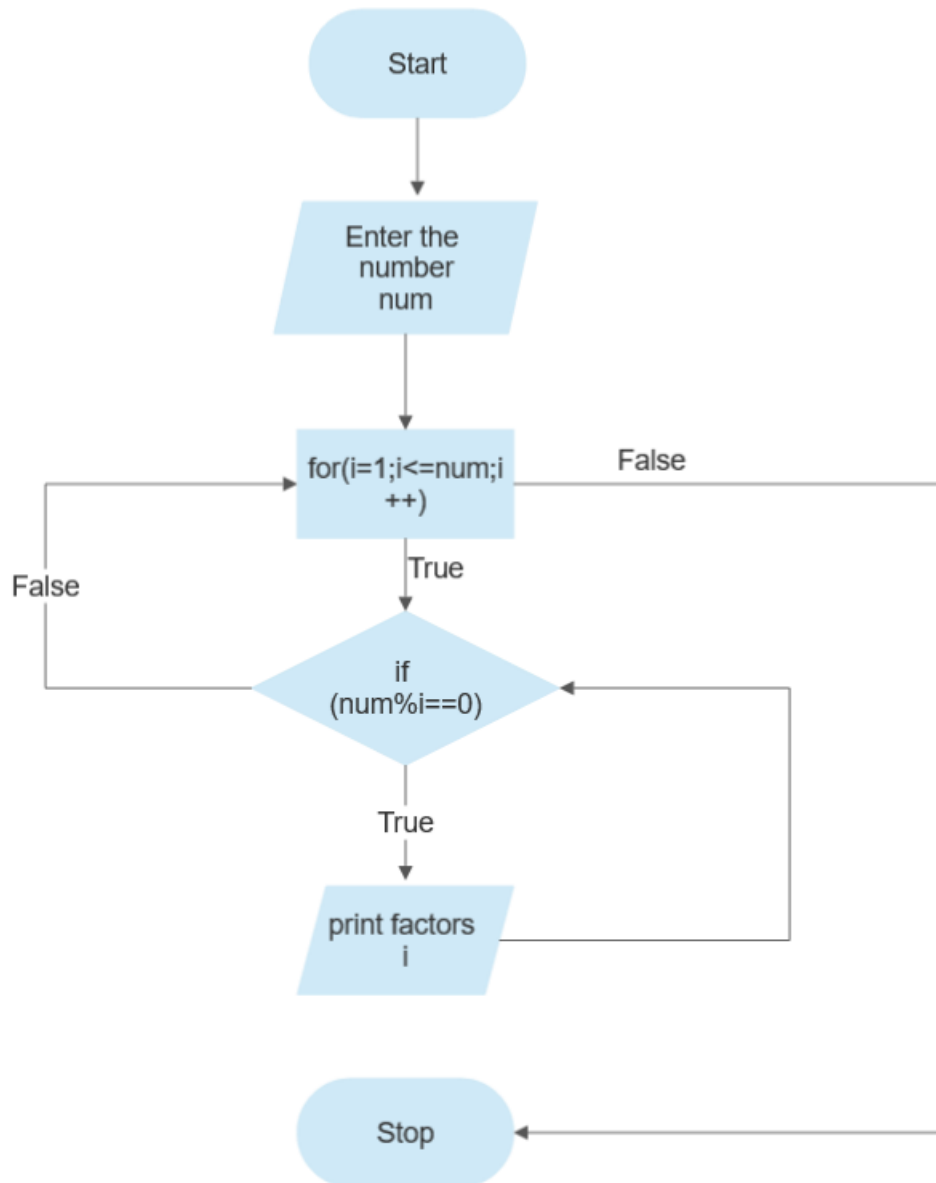 Start
Enter the
number
num
for(i=1;i<=num;i
++)
False
True
False
if
(num%i==0)
True
print factors
i
Stop